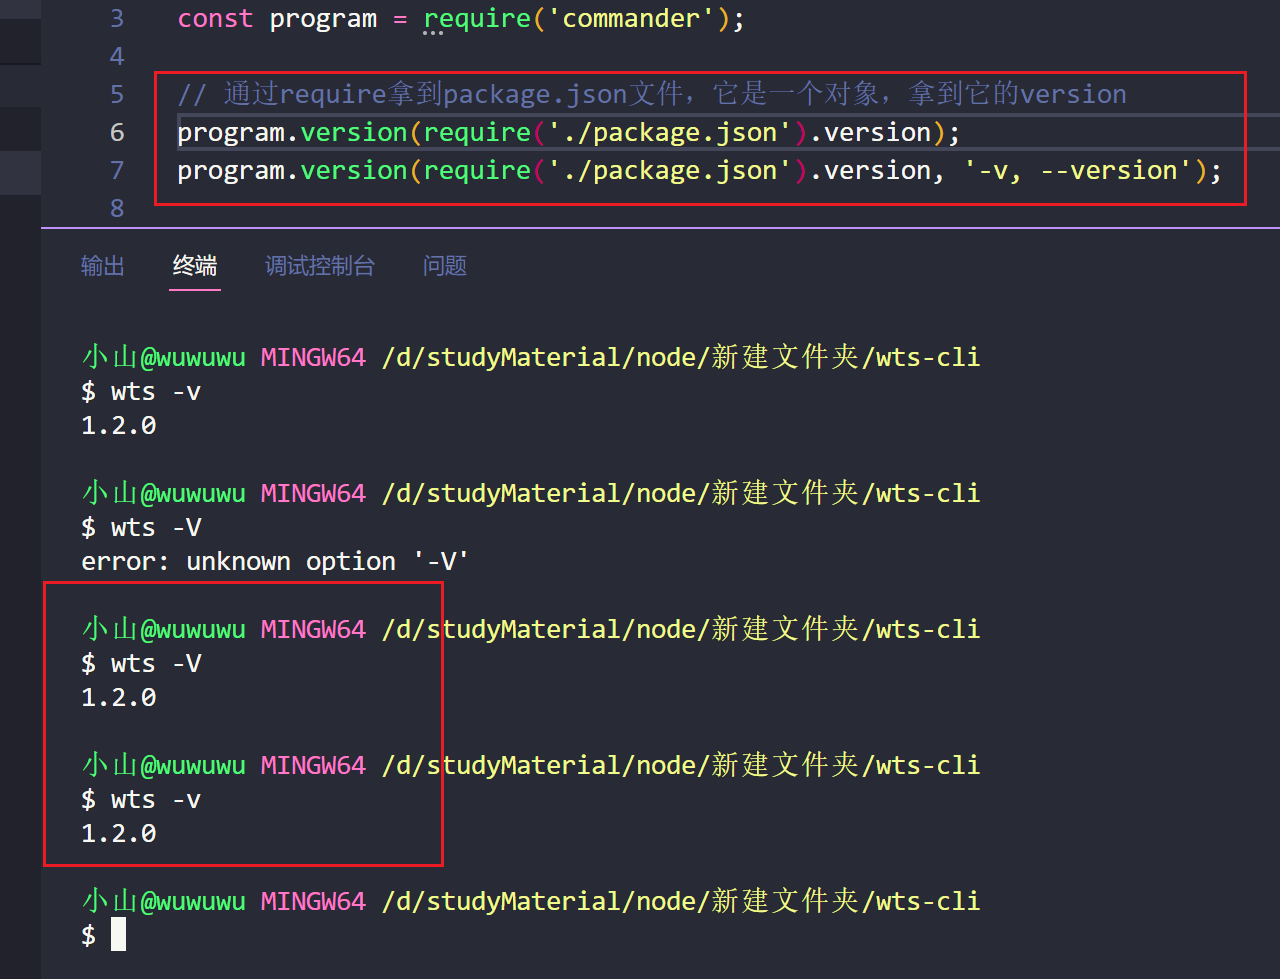 3 const program = require('commander');
4
5 // 通过require拿到package.json文件，它是一个对象，拿到它的version
6 program.version(require('./package.json').version);
7 program.version(require('./package.json').version, '-v, --version');
8
输出 终端 调试控制台 问题
小山@wuwuwu MINGW64 /d/studyMaterial/node/新建文件夹/wts-cli
$ wts -v
1.2.0
小山@wuwuwu MINGW64 /d/studyMaterial/node/新建文件夹/wts-cli
$ wts -V
error: unknown option '-V'
小山@wuwuwu MINGW64 /d/studyMaterial/node/新建文件夹/wts-cli
$ wts -V
1.2.0
小山@wuwuwu MINGW64 /d/studyMaterial/node/新建文件夹/wts-cli
$ wts -v
1.2.0
小山@wuwuwu MINGW64 /d/studyMaterial/node/新建文件夹/wts-cli
$